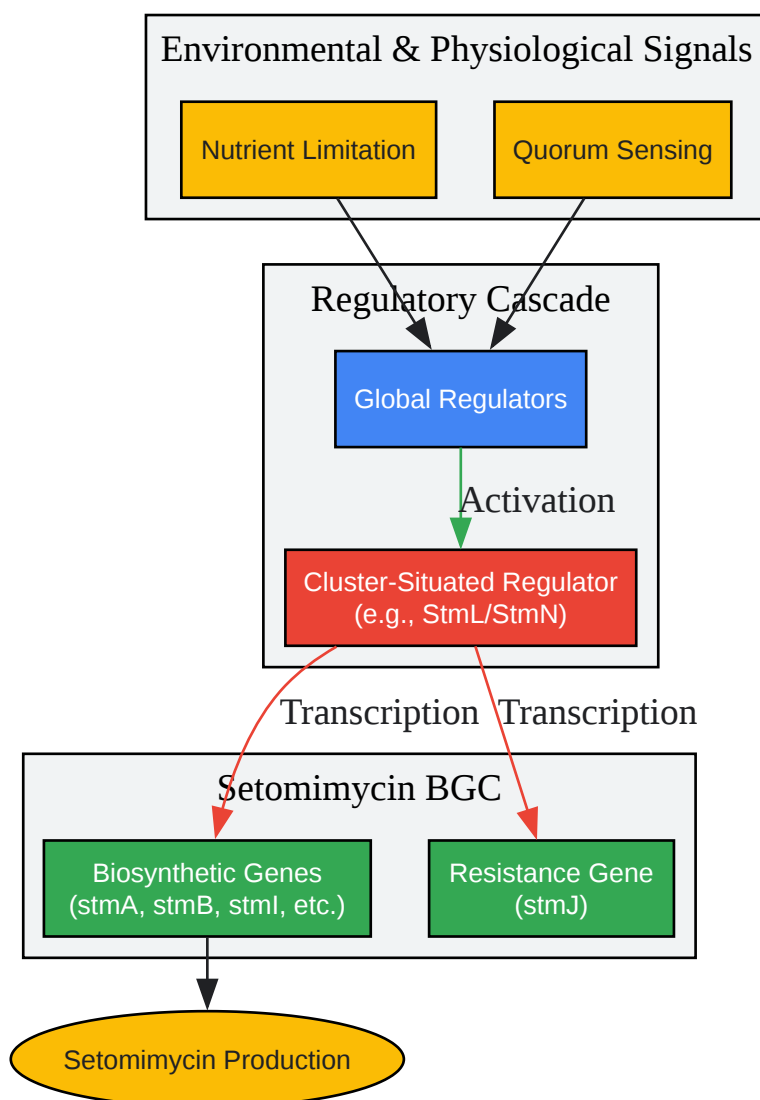 Environmental & Physiological Signals
Nutrient Limitation
Quorum Sensing
Regulatory Cascade
Global Regulators
Activation
Cluster-Situated Regulator
(e.g., StmL/StmN)
Transcription
Transcription
Setomimycin BGC
Biosynthetic Genes
(stmA, stmB, stmI, etc.)
Resistance Gene
(stmJ)
Setomimycin Production